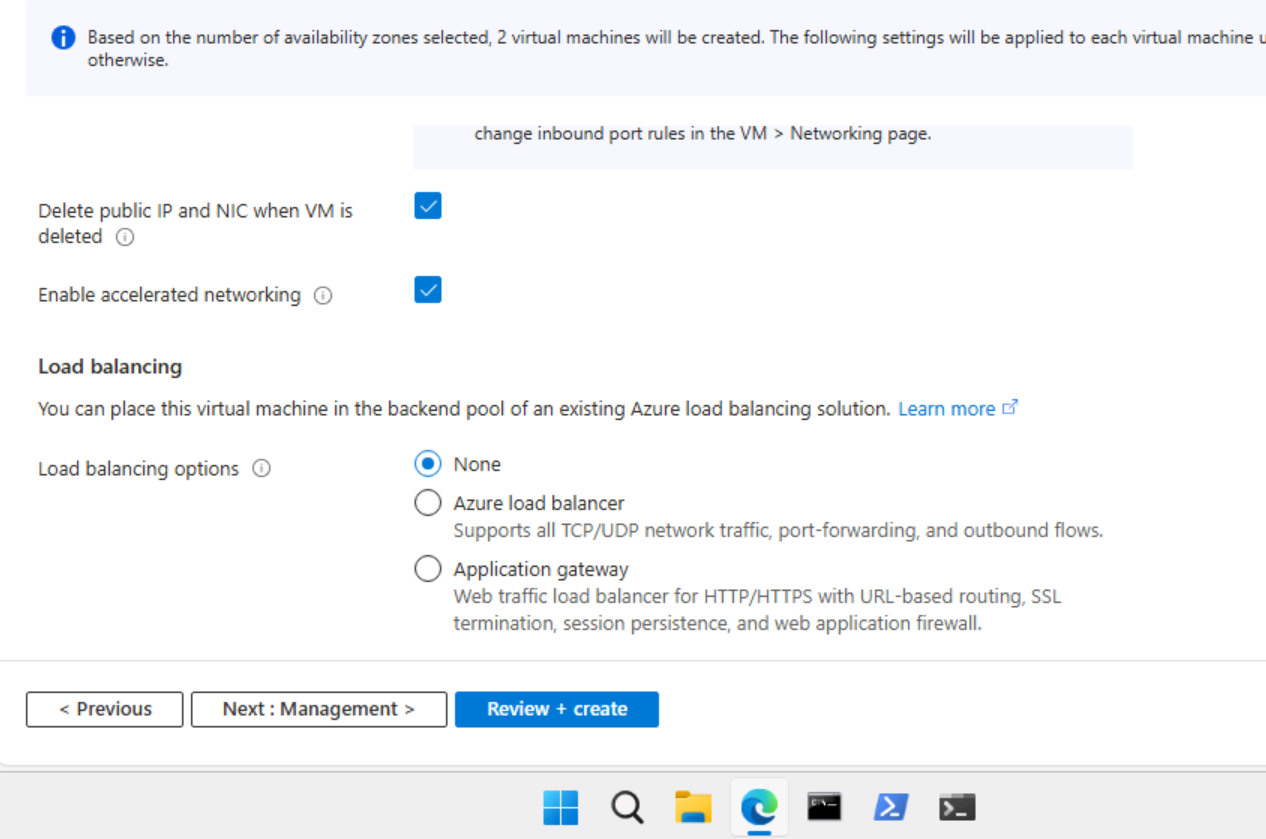 Based on the number of availability zones selected, 2 virtual machines will be created. The following settings will be applied to each virtual machine
otherwise.
change inbound port rules in the VM > Networking page.
Delete public IP and NIC when VM is
deleted
Enable accelerated networking
Load balancing
You can place this virtual machine in the backend pool of an existing Azure load balancing solution. Learn more
Load balancing options
None
Azure load balancer
Supports all TCP/UDP network traffic, port-forwarding, and outbound flows.
Application gateway
Web traffic load balancer for HTTP/HTTPS with URL-based routing, SSL
termination, session persistence, and web application firewall.
< Previous
Next : Management >
Review + create